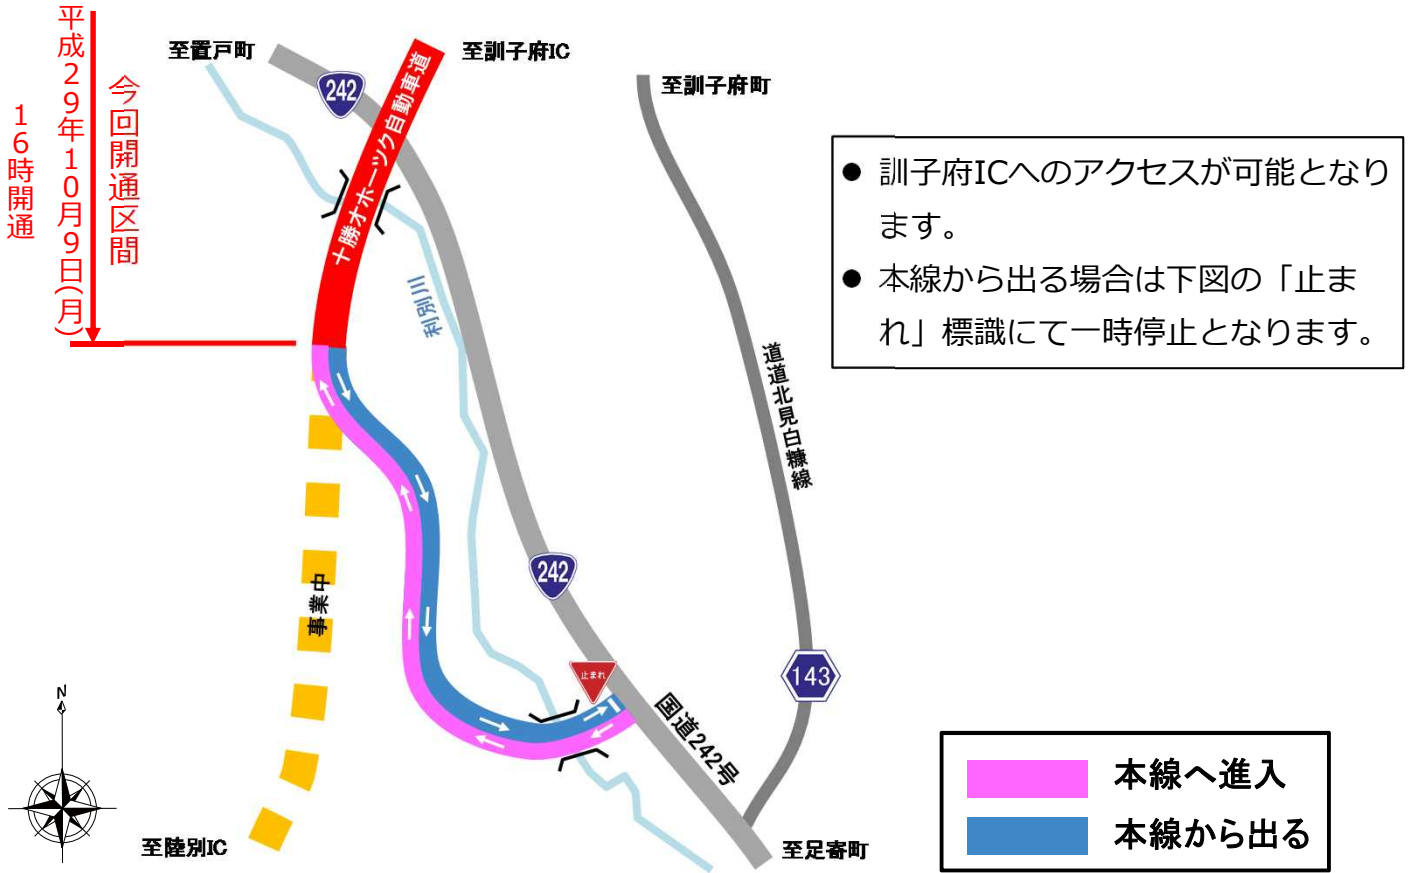 平成29年10月9日(月)
16時開通
今回開通区間
至置戸町
242
十勝オホーツク自動車道
至訓子府IC
至訓子府町
訓子府ICへのアクセスが可能となり
ます。
本線から出る場合は下図の「止ま
れ」標識にて一時停止となります。
利別川
道道北見白糠線
242
事業中
止まれ
143
国道242号
N
至陸別IC
至足寄町
本線へ進入
本線から出る